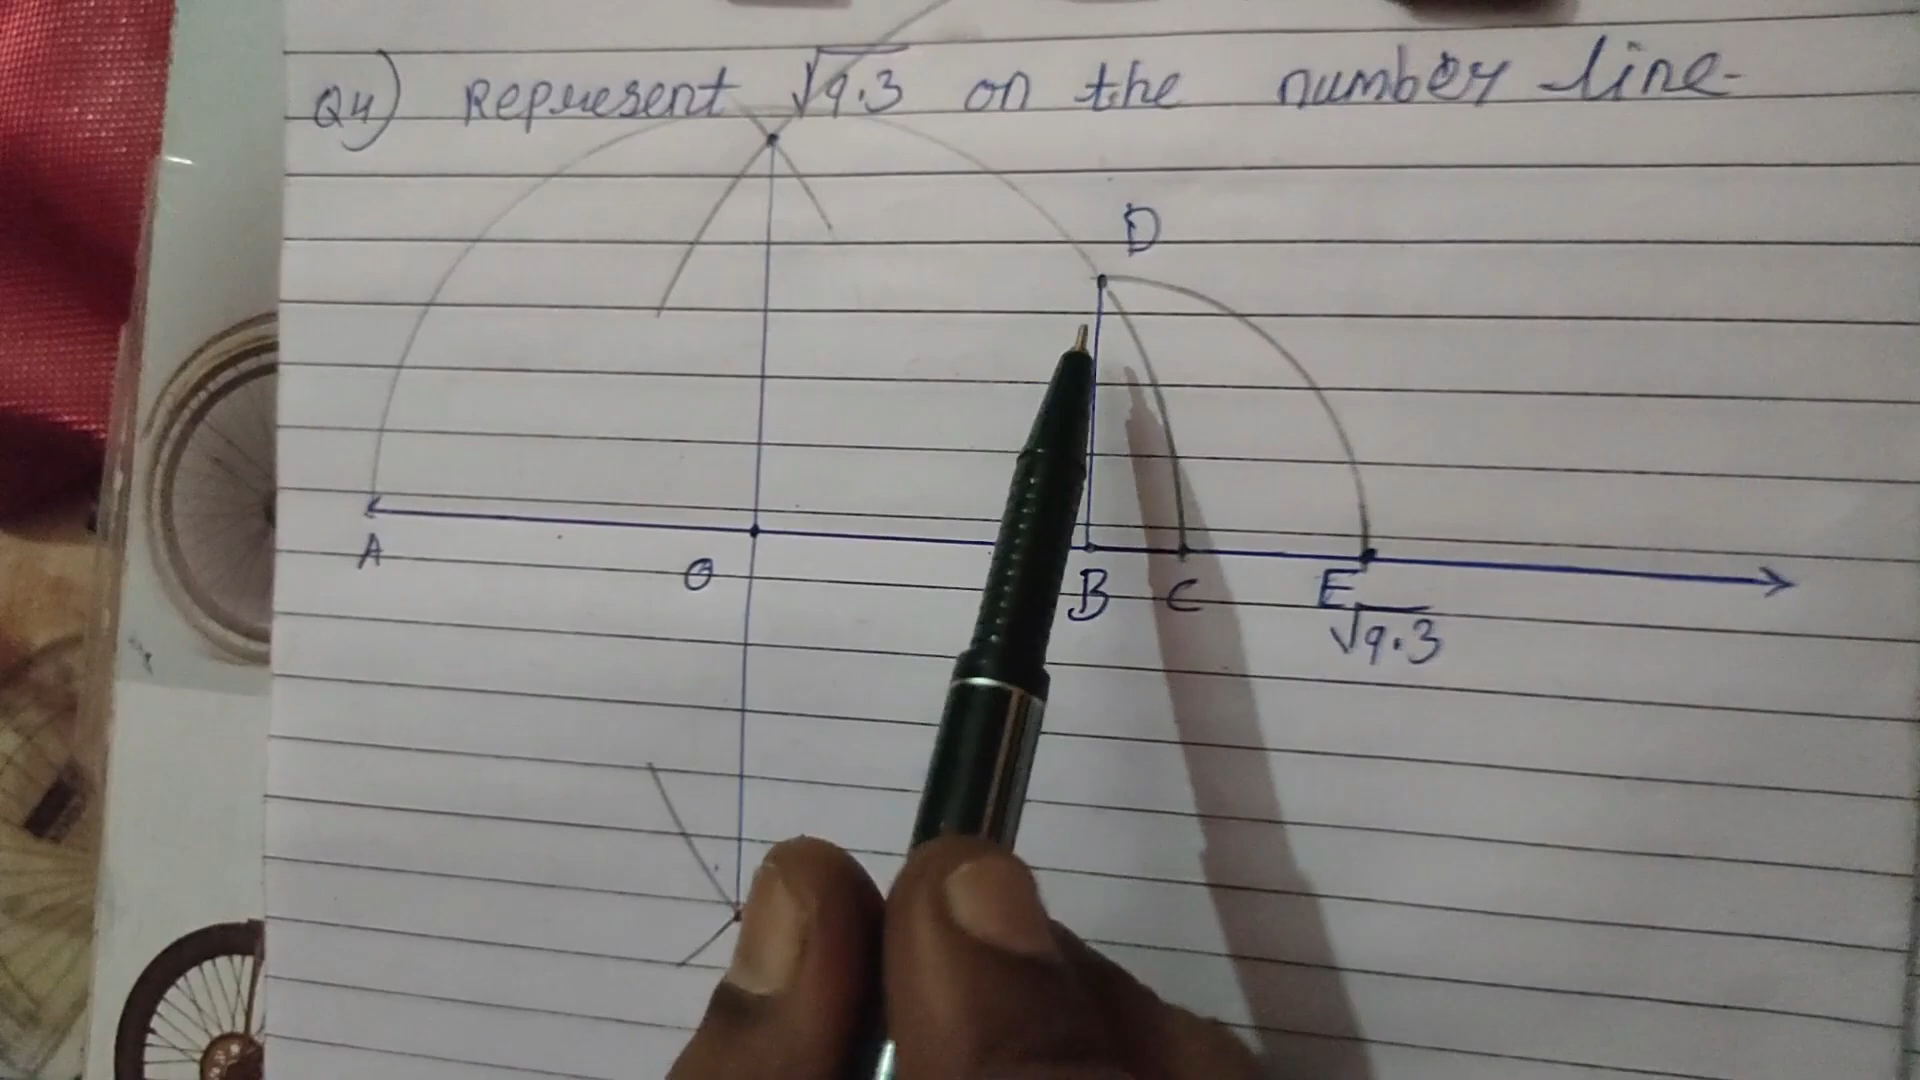 Q4) Represent √9.3 on the number line-
D
A O B C E
√9.3